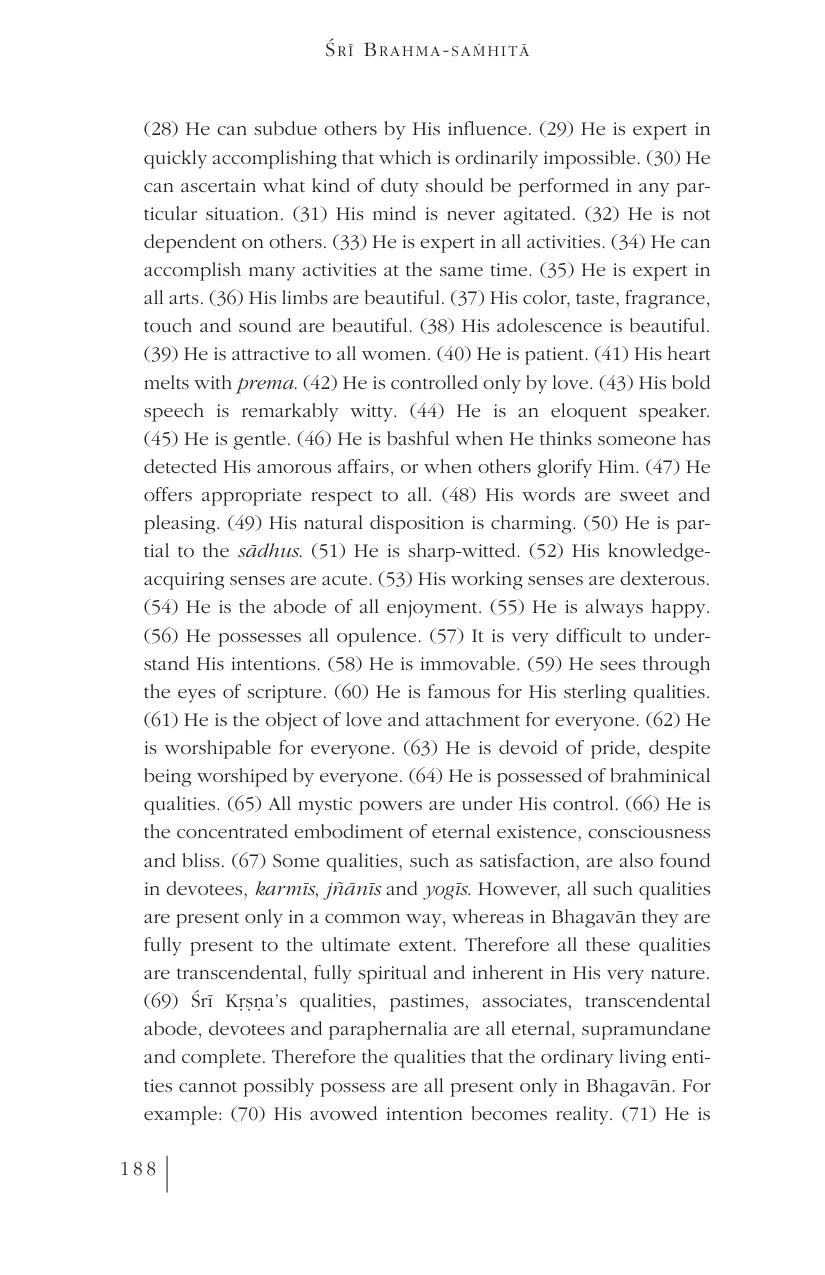 Śrī Brahma-saṁhitā
(28) He can subdue others by His influence. (29) He is expert in
quickly accomplishing that which is ordinarily impossible. (30) He
can ascertain what kind of duty should be performed in any par-
ticular situation. (31) His mind is never agitated. (32) He is not
dependent on others. (33) He is expert in all activities. (34) He can
accomplish many activities at the same time. (35) He is expert in
all arts. (36) His limbs are beautiful. (37) His color, taste, fragrance,
touch and sound are beautiful. (38) His adolescence is beautiful.
(39) He is attractive to all women. (40) He is patient. (41) His heart
melts with prema. (42) He is controlled only by love. (43) His bold
speech is remarkably witty. (44) He is an eloquent speaker.
(45) He is gentle. (46) He is bashful when He thinks someone has
detected His amorous affairs, or when others glorify Him. (47) He
offers appropriate respect to all. (48) His words are sweet and
pleasing. (49) His natural disposition is charming. (50) He is par-
tial to the sādhus. (51) He is sharp-witted. (52) His knowledge-
acquiring senses are acute. (53) His working senses are dexterous.
(54) He is the abode of all enjoyment. (55) He is always happy.
(56) He possesses all opulence. (57) It is very difficult to under-
stand His intentions. (58) He is immovable. (59) He sees through
the eyes of scripture. (60) He is famous for His sterling qualities.
(61) He is the object of love and attachment for everyone. (62) He
is worshipable for everyone. (63) He is devoid of pride, despite
being worshiped by everyone. (64) He is possessed of brahminical
qualities. (65) All mystic powers are under His control. (66) He is
the concentrated embodiment of eternal existence, consciousness
and bliss. (67) Some qualities, such as satisfaction, are also found
in devotees, karmīs, jñānīs and yogīs. However, all such qualities
are present only in a common way, whereas in Bhagavān they are
fully present to the ultimate extent. Therefore all these qualities
are transcendental, fully spiritual and inherent in His very nature.
(69) Śrī Kṛṣṇa’s qualities, pastimes, associates, transcendental
abode, devotees and paraphernalia are all eternal, supramundane
and complete. Therefore the qualities that the ordinary living enti-
ties cannot possibly possess are all present only in Bhagavān. For
example: (70) His avowed intention becomes reality. (71) He is
188